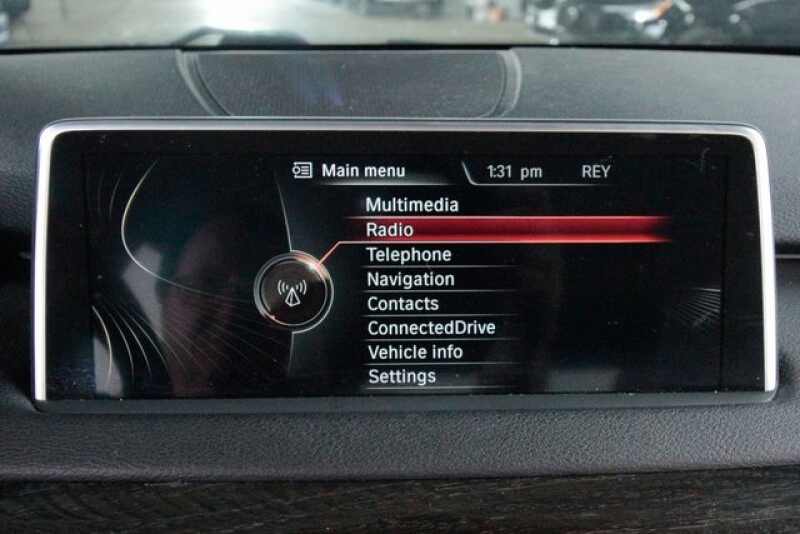 Main menu 1:31 pm REY
Multimedia
Radio
Telephone
Navigation
Contacts
ConnectedDrive
Vehicle info
Settings